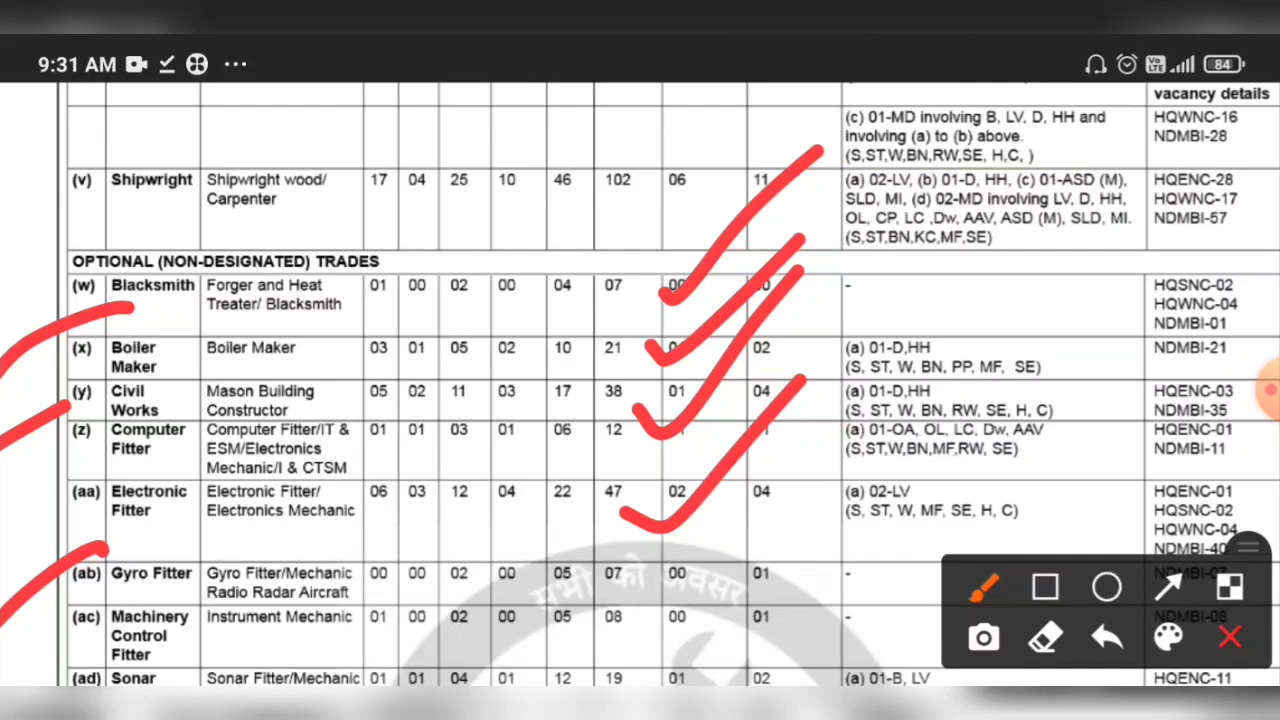 9:31 AM
Vo LTE
84
vacancy details
(c) 01-MD involving B, LV, D, HH and
involving (a) to (b) above.
(S,ST,W,BN,RW,SE, H,C, )
HQWNC-16
NDMBI-28
(v) Shipwright Shipwright wood/ 17 04 25 10 46 102 06 11 (a) 02-LV, (b) 01-D, HH, (c) 01-ASD (M), HQENC-28
Carpenter SLD, MI, (d) 02-MD involving LV, D, HH, HQWNC-17
OL, CP, LC ,Dw, AAV, ASD (M), SLD, MI. NDMBI-57
(S,ST,BN,KC,MF,SE)
OPTIONAL (NON-DESIGNATED) TRADES
(w) Blacksmith Forger and Heat 01 00 02 00 04 07 00 - HQSNC-02
Treater/ Blacksmith HQWNC-04
NDMBI-01
(x) Boiler Boiler Maker 03 01 05 02 10 21 02 (a) 01-D,HH NDMBI-21
Maker (S, ST, W, BN, PP, MF, SE)
(y) Civil Mason Building 05 02 11 03 17 38 01 04 (a) 01-D,HH HQENC-03
Works Constructor (S, ST, W, BN, RW, SE, H, C) NDMBI-35
(z) Computer Computer Fitter/IT & 01 01 03 01 06 12 (a) 01-OA, OL, LC, Dw, AAV HQENC-01
Fitter ESM/Electronics (S,ST,W,BN,MF,RW, SE) NDMBI-11
Mechanic/I & CTSM
(aa) Electronic Electronic Fitter/ 06 03 12 04 22 47 02 04 (a) 02-LV HQENC-01
Fitter Electronics Mechanic (S, ST, W, MF, SE, H, C) HQSNC-02
HQWNC-04
NDMBI-40
सभी को अवसर
(ab) Gyro Fitter Gyro Fitter/Mechanic 00 00 02 00 05 07 00 01 - NDMBI-07
Radio Radar Aircraft
(ac) Machinery Instrument Mechanic 01 00 02 00 05 08 00 01 - NDMBI-08
Control
Fitter
(ad) Sonar Sonar Fitter/Mechanic 01 01 04 01 12 19 01 02 (a) 01-B, LV HQENC-11